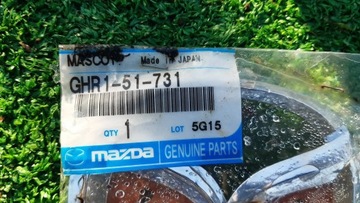 MASCOT Made In JAPAN
GHR1-51-731
QTY 1 LOT 5G15
mazda GENUINE PARTS